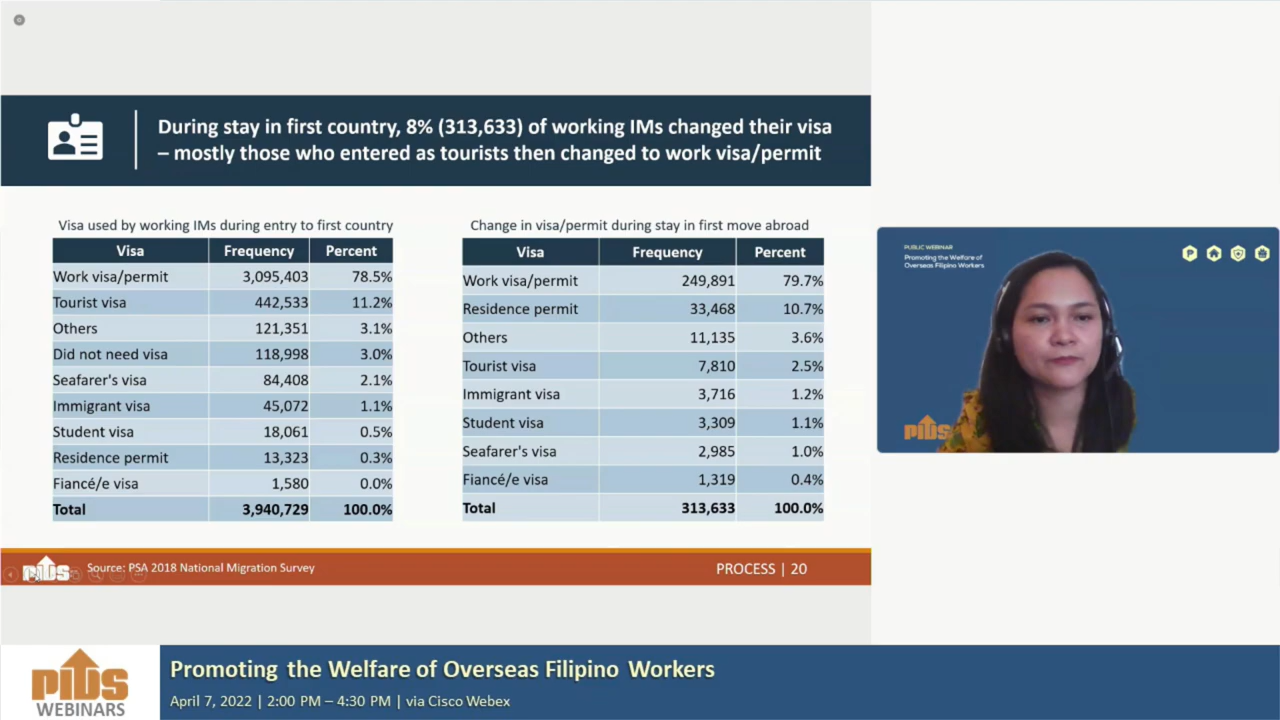 During stay in first country, 8% (313,633) of working IMs changed their visa
– mostly those who entered as tourists then changed to work visa/permit
Visa used by working IMs during entry to first country
Visa Frequency Percent
Work visa/permit 3,095,403 78.5%
Tourist visa 442,533 11.2%
Others 121,351 3.1%
Did not need visa 118,998 3.0%
Seafarer's visa 84,408 2.1%
Immigrant visa 45,072 1.1%
Student visa 18,061 0.5%
Residence permit 13,323 0.3%
Fiancé/e visa 1,580 0.0%
Total 3,940,729 100.0%
Change in visa/permit during stay in first move abroad
Visa Frequency Percent
Work visa/permit 249,891 79.7%
Residence permit 33,468 10.7%
Others 11,135 3.6%
Tourist visa 7,810 2.5%
Immigrant visa 3,716 1.2%
Student visa 3,309 1.1%
Seafarer's visa 2,985 1.0%
Fiancé/e visa 1,319 0.4%
Total 313,633 100.0%
PIDS
Source: PSA 2018 National Migration Survey
PROCESS | 20
PUBLIC WEBINAR
Promoting the Welfare of
Overseas Filipino Workers
P
PIDS
PIDS
WEBINARS
Promoting the Welfare of Overseas Filipino Workers
April 7, 2022 | 2:00 PM – 4:30 PM | via Cisco Webex